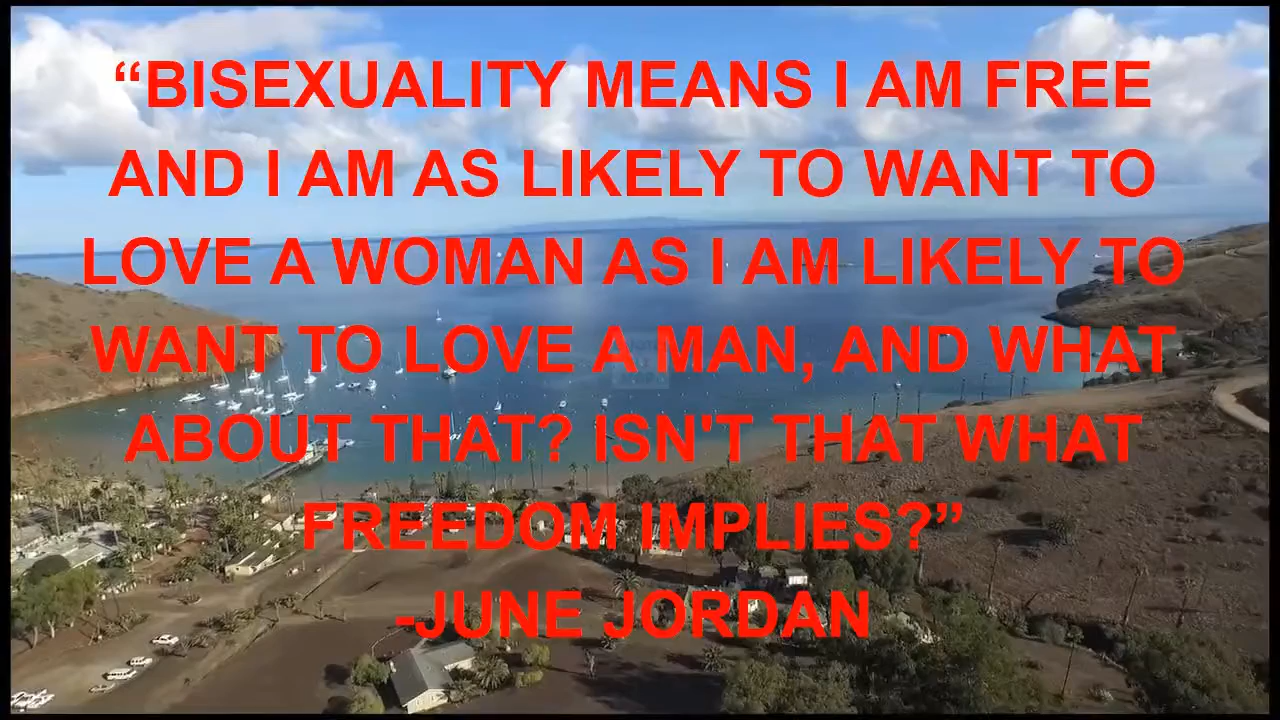 “BISEXUALITY MEANS I AM FREE
AND I AM AS LIKELY TO WANT TO
LOVE A WOMAN AS I AM LIKELY TO
WANT TO LOVE A MAN, AND WHAT
ABOUT THAT? ISN'T THAT WHAT
FREEDOM IMPLIES?”
-JUNE JORDAN